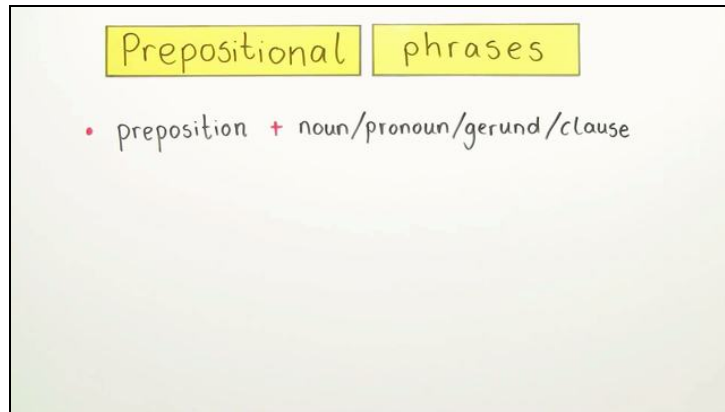 Prepositional phrases
• preposition + noun/pronoun/gerund/clause